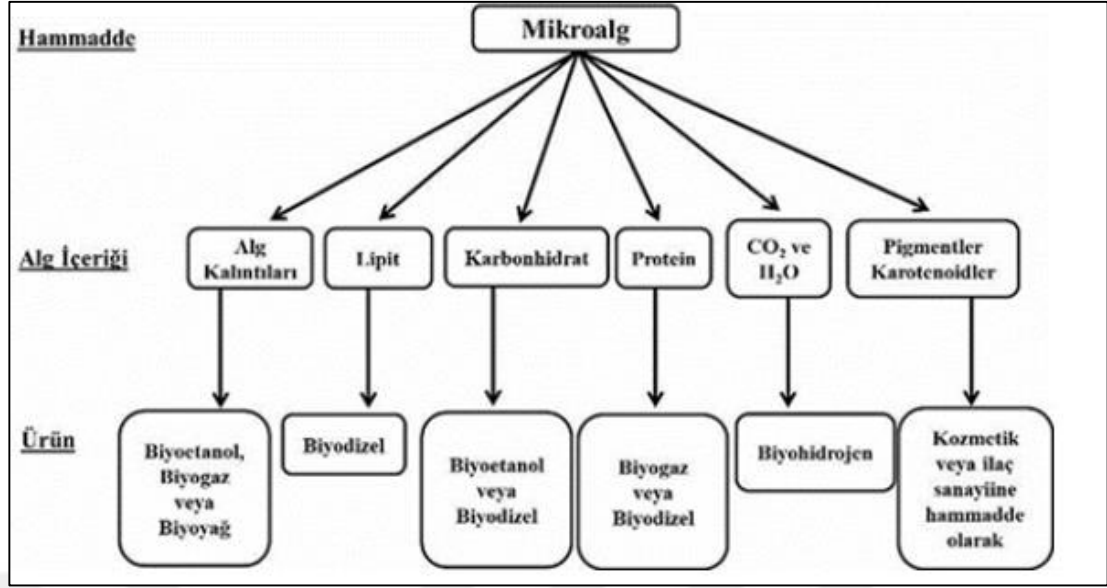 Hammadde
Mikroalg
Alg İçeriği
Alg
Kalıntıları
Lipit
Karbonhidrat
Protein
CO₂ ve
H₂O
Pigmentler
Karotenoidler
Ürün
Biyoetanol,
Biyogaz
veya
Biyoyağ
Biyodizel
Biyoetanol
veya
Biyodizel
Biyogaz
veya
Biyodizel
Biyohidrojen
Kozmetik
veya ilaç
sanayiine
hammadde
olarak